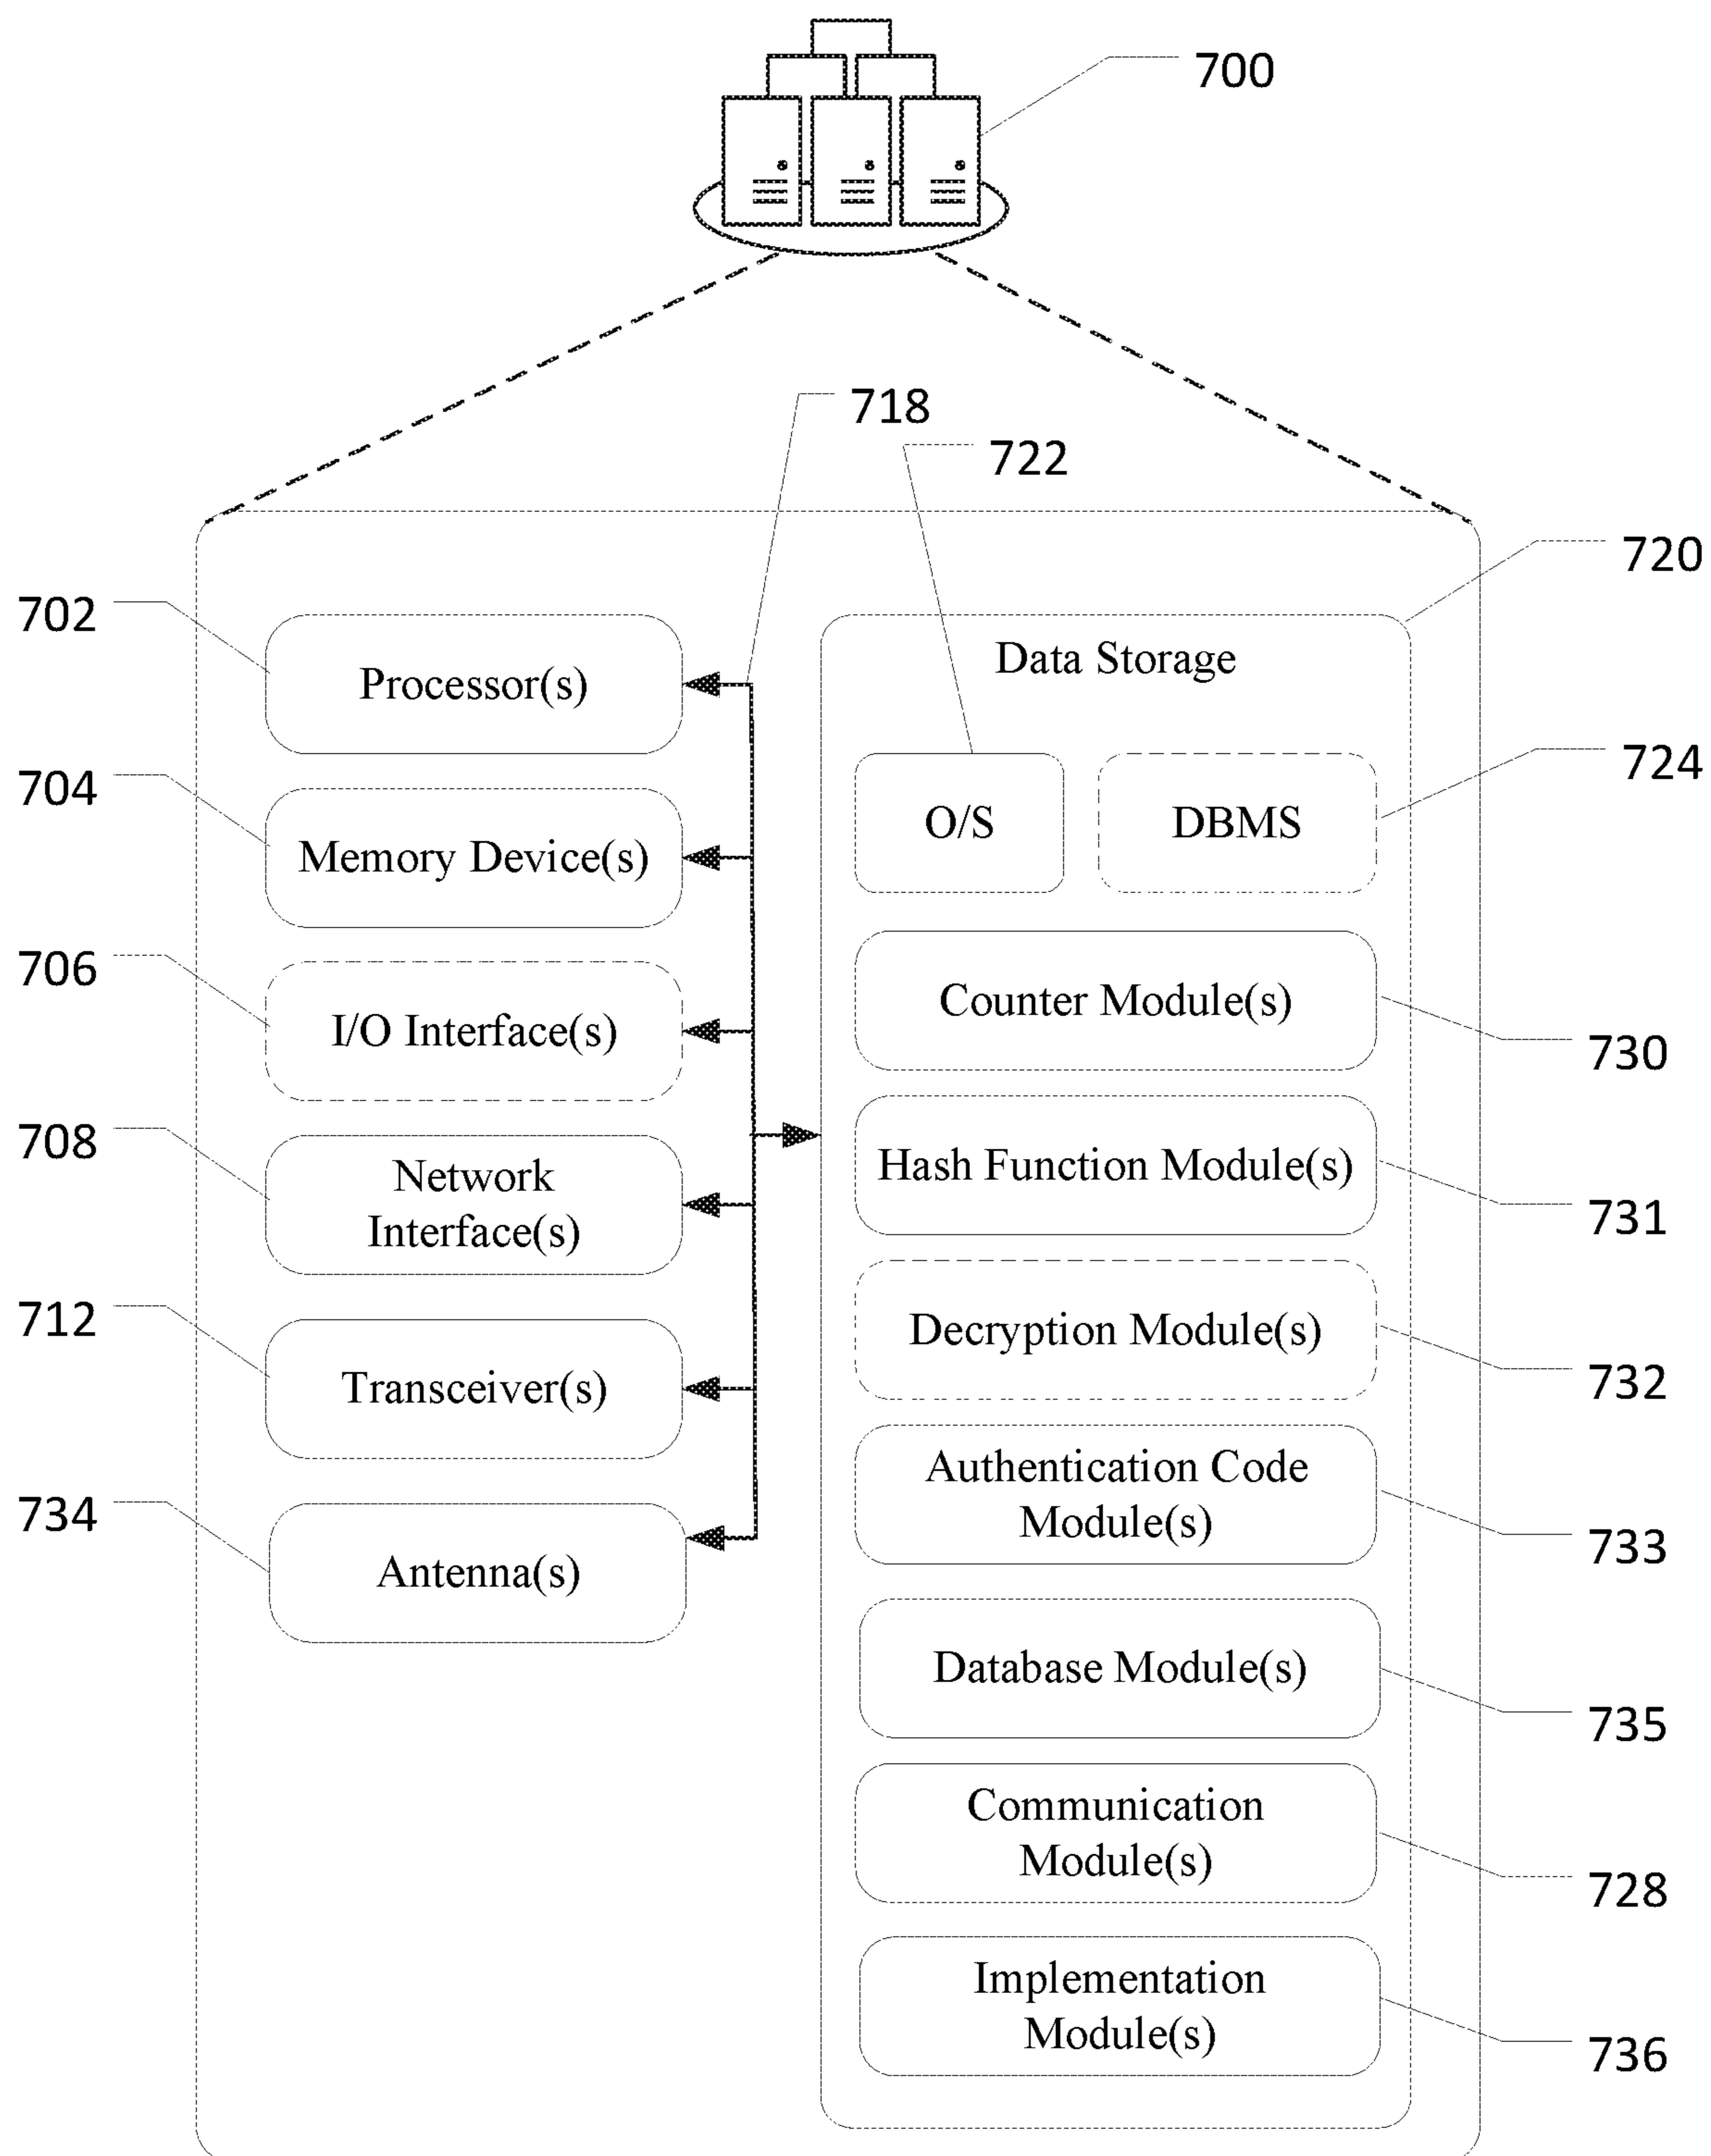 700
718
722
720
702
Processor(s)
Data Storage
704
Memory Device(s)
O/S
DBMS
724
706
I/O Interface(s)
Counter Module(s)
730
708
Network
Interface(s)
Hash Function Module(s)
731
712
Transceiver(s)
Decryption Module(s)
732
734
Antenna(s)
Authentication Code
Module(s)
733
Database Module(s)
735
Communication
Module(s)
728
Implementation
Module(s)
736